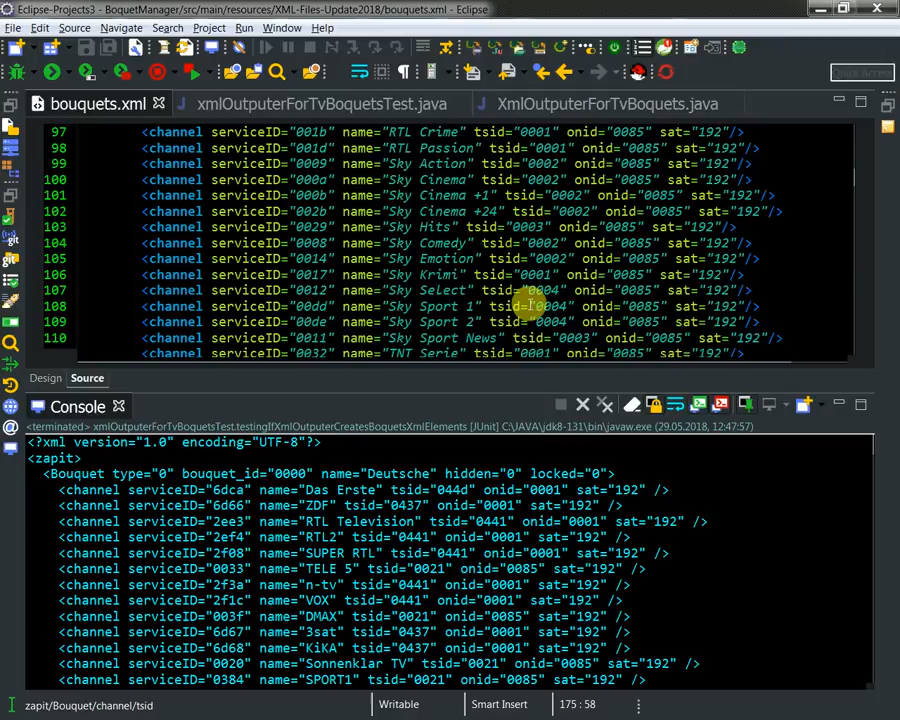 Eclipse-Projects3 - BoquetManager/src/main/resources/XML-Files-Update2018/bouquets.xml - Eclipse
File Edit Source Navigate Search Project Run Window Help
Quick Access
bouquets.xml xmlOutputerForTvBoquetsTest.java XmlOutputerForTvBoquets.java
97 <channel serviceID="001b" name="RTL Crime" tsid="0001" onid="0085" sat="192"/>
98 <channel serviceID="001d" name="RTL Passion" tsid="0001" onid="0085" sat="192"/>
99 <channel serviceID="0009" name="Sky Action" tsid="0002" onid="0085" sat="192"/>
100 <channel serviceID="000a" name="Sky Cinema" tsid="0002" onid="0085" sat="192"/>
101 <channel serviceID="000b" name="Sky Cinema +1" tsid="0002" onid="0085" sat="192"/>
102 <channel serviceID="002b" name="Sky Cinema +24" tsid="0002" onid="0085" sat="192"/>
103 <channel serviceID="0029" name="Sky Hits" tsid="0003" onid="0085" sat="192"/>
104 <channel serviceID="0008" name="Sky Comedy" tsid="0002" onid="0085" sat="192"/>
105 <channel serviceID="0014" name="Sky Emotion" tsid="0002" onid="0085" sat="192"/>
106 <channel serviceID="0017" name="Sky Krimi" tsid="0001" onid="0085" sat="192"/>
107 <channel serviceID="0012" name="Sky Select" tsid="0004" onid="0085" sat="192"/>
108 <channel serviceID="00dd" name="Sky Sport 1" tsid="0004" onid="0085" sat="192"/>
109 <channel serviceID="00de" name="Sky Sport 2" tsid="0004" onid="0085" sat="192"/>
110 <channel serviceID="0011" name="Sky Sport News" tsid="0003" onid="0085" sat="192"/>
<channel serviceID="0032" name="TNT Serie" tsid="0001" onid="0085" sat="192"/>
Design Source
Console
<terminated> xmlOutputerForTvBoquetsTest.testingIfXmlOutputerCreatesBoquetsXmlElements [JUnit] C:\JAVA\jdk8-131\bin\javaw.exe (29.05.2018, 12:47:57)
<?xml version="1.0" encoding="UTF-8"?>
<zapit>
<Bouquet type="0" bouquet_id="0000" name="Deutsche" hidden="0" locked="0">
<channel serviceID="6dca" name="Das Erste" tsid="044d" onid="0001" sat="192" />
<channel serviceID="6d66" name="ZDF" tsid="0437" onid="0001" sat="192" />
<channel serviceID="2ee3" name="RTL Television" tsid="0441" onid="0001" sat="192" />
<channel serviceID="2ef4" name="RTL2" tsid="0441" onid="0001" sat="192" />
<channel serviceID="2f08" name="SUPER RTL" tsid="0441" onid="0001" sat="192" />
<channel serviceID="0033" name="TELE 5" tsid="0021" onid="0085" sat="192" />
<channel serviceID="2f3a" name="n-tv" tsid="0441" onid="0001" sat="192" />
<channel serviceID="2f1c" name="VOX" tsid="0441" onid="0001" sat="192" />
<channel serviceID="003f" name="DMAX" tsid="0021" onid="0085" sat="192" />
<channel serviceID="6d67" name="3sat" tsid="0437" onid="0001" sat="192" />
<channel serviceID="6d68" name="KiKA" tsid="0437" onid="0001" sat="192" />
<channel serviceID="0020" name="Sonnenklar TV" tsid="0021" onid="0085" sat="192" />
<channel serviceID="0384" name="SPORT1" tsid="0021" onid="0085" sat="192" />
zapit/Bouquet/channel/tsid Writable Smart Insert 175 : 58